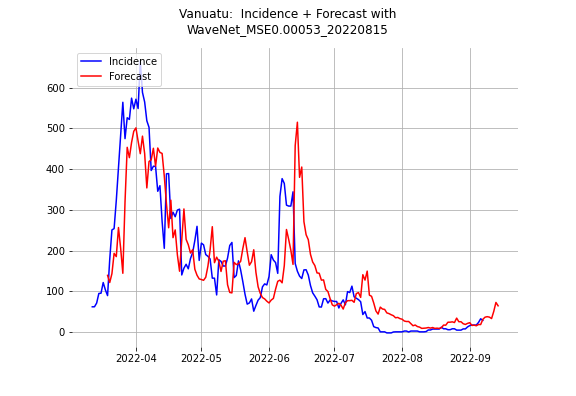 Vanuatu:  Incidence + Forecast with
WaveNet_MSE0.00053_20220815
Incidence
Forecast
600
500
400
300
200
100
0
2022-04 2022-05 2022-06 2022-07 2022-08 2022-09